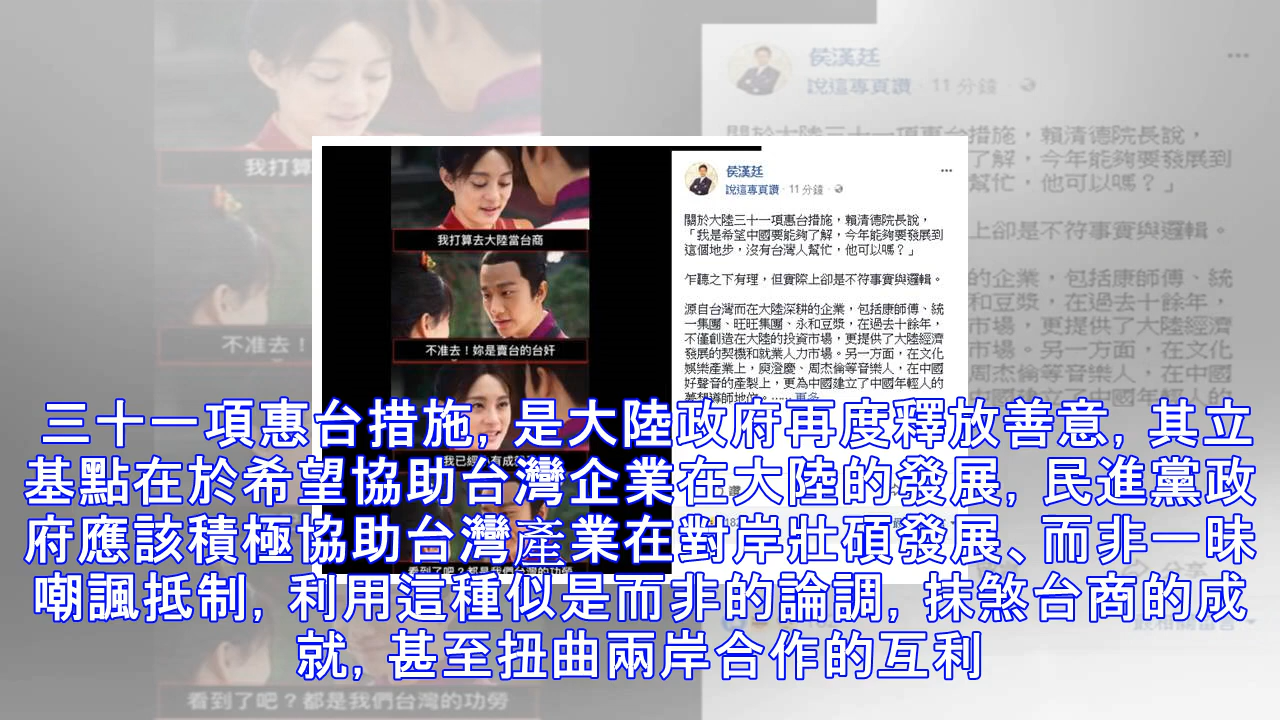 我打算去大陸當台商
不准去！妳是賣台的台奸
看到了吧？都是我們台灣的功勞
侯漢廷
說這專頁讚 · 11分鐘
關於大陸三十一項惠台措施，賴清德院長說，
「我是希望中國要能夠了解，今年能夠要發展到
這個地步，沒有台灣人幫忙，他可以嗎？」
乍聽之下有理，但實際上卻是不符事實與邏輯。
源自台灣而在大陸深耕的企業，包括康師傅、統
一集團、旺旺集團、永和豆漿，在過去十餘年，
不僅創造在大陸的投資市場，更提供了大陸經濟
發展的契機和就業人力市場。另一方面，在文化
娛樂產業上，庾澄慶、周杰倫等音樂人，在中國
好聲音的產製上，更為中國建立了中國年輕人的
三十一項惠台措施, 是大陸政府再度釋放善意, 其立
基點在於希望協助台灣企業在大陸的發展, 民進黨政
府應該積極協助台灣產業在對岸壯碩發展、而非一昧
嘲諷抵制, 利用這種似是而非的論調, 抹煞台商的成
就, 甚至扭曲兩岸合作的互利